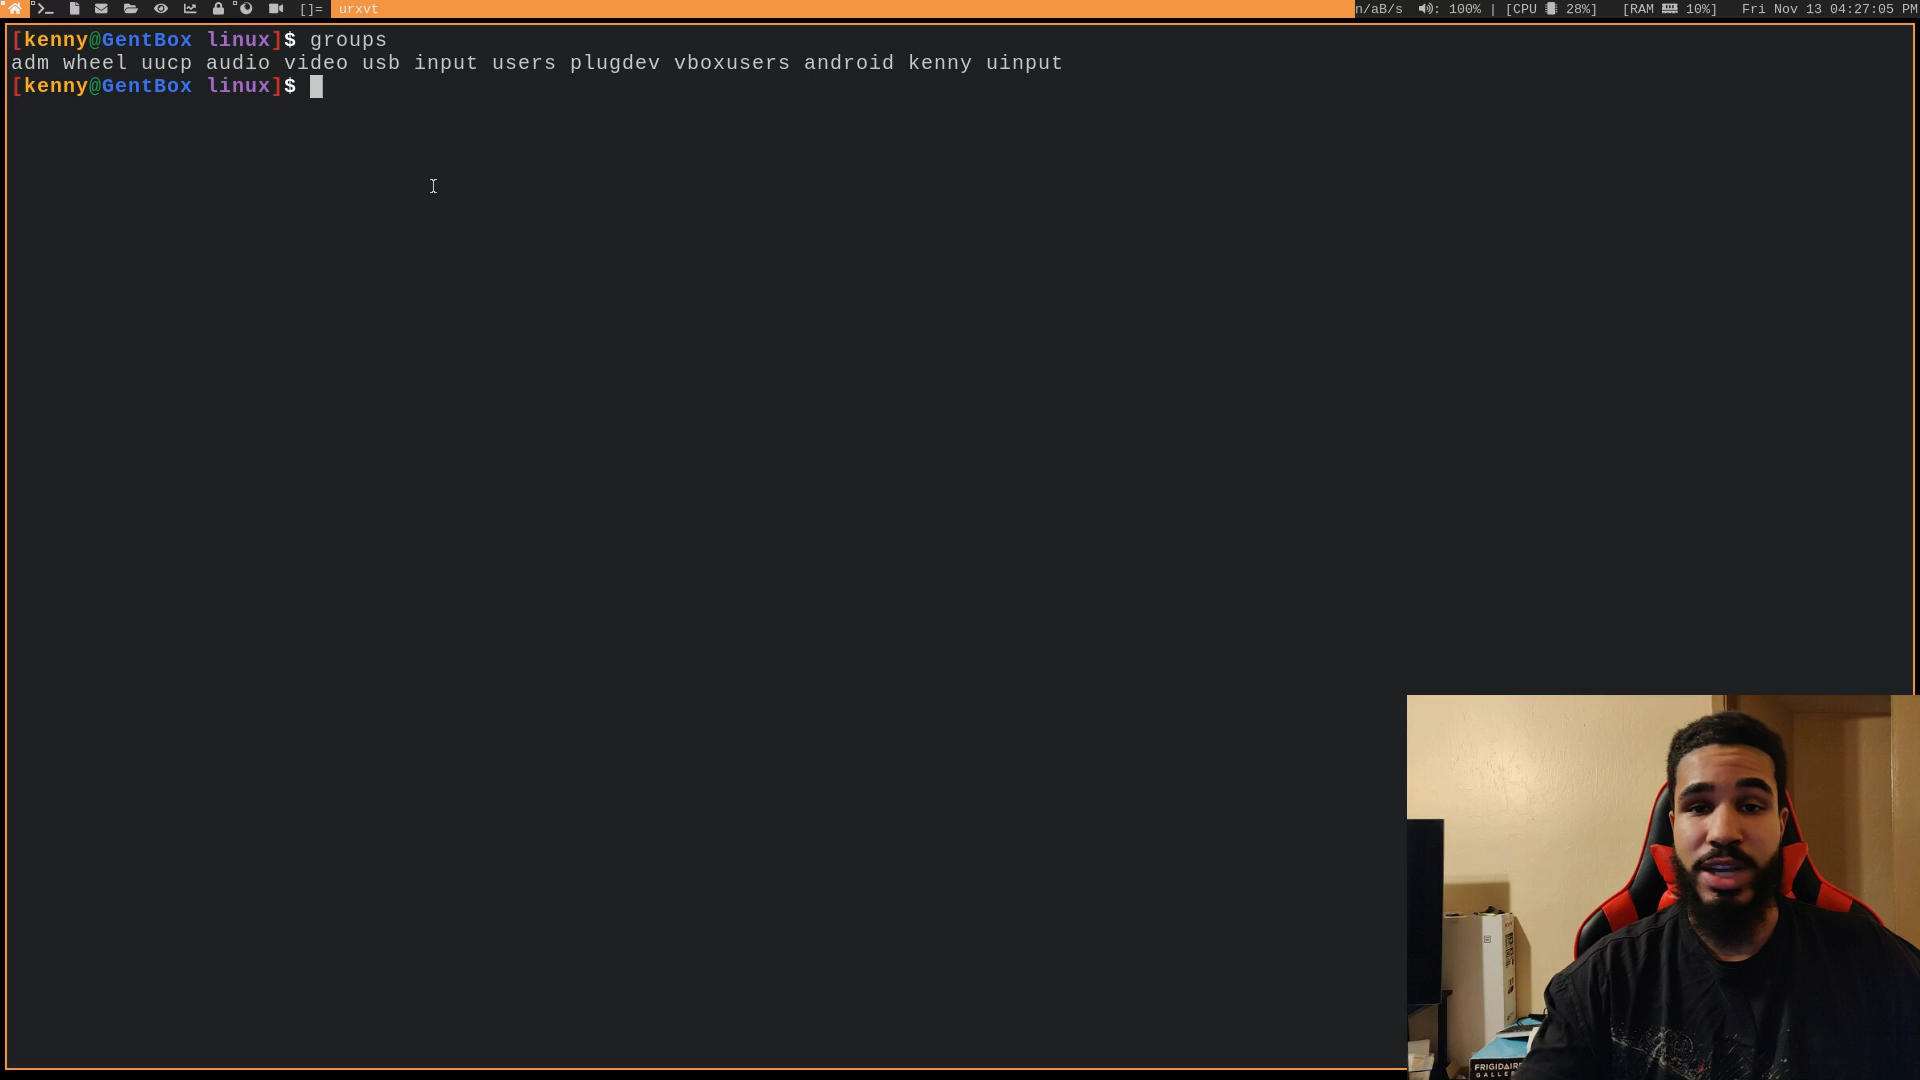 []= urxvt n/aB/s : 100% | [CPU 28%] [RAM 10%] Fri Nov 13 04:27:05 PM
[kenny@GentBox linux]$ groups
adm wheel uucp audio video usb input users plugdev vboxusers android kenny uinput
[kenny@GentBox linux]$
FRIGIDAIRE